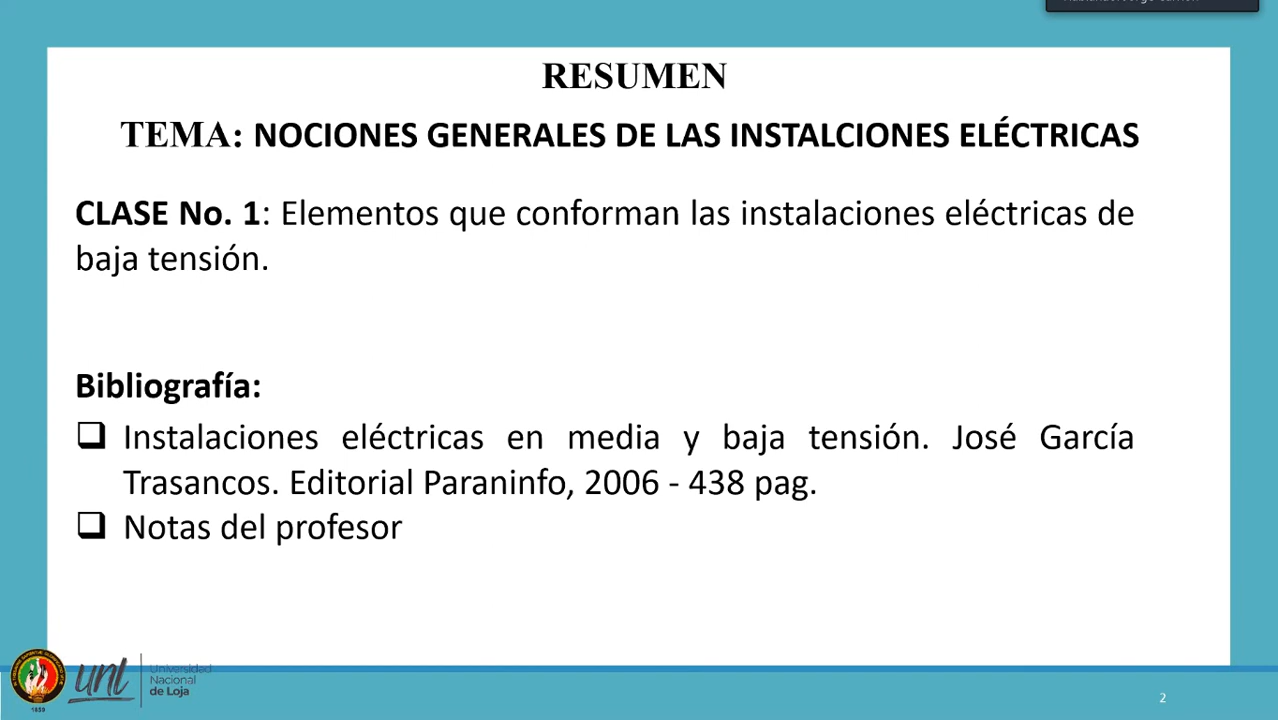 RESUMEN
TEMA: NOCIONES GENERALES DE LAS INSTALCIONES ELÉCTRICAS
CLASE No. 1: Elementos que conforman las instalaciones eléctricas de
baja tensión.
Bibliografía:
❑ Instalaciones eléctricas en media y baja tensión. José García
Trasancos. Editorial Paraninfo, 2006 - 438 pag.
❑ Notas del profesor
unl
Universidad
Nacional
de Loja
1859
2